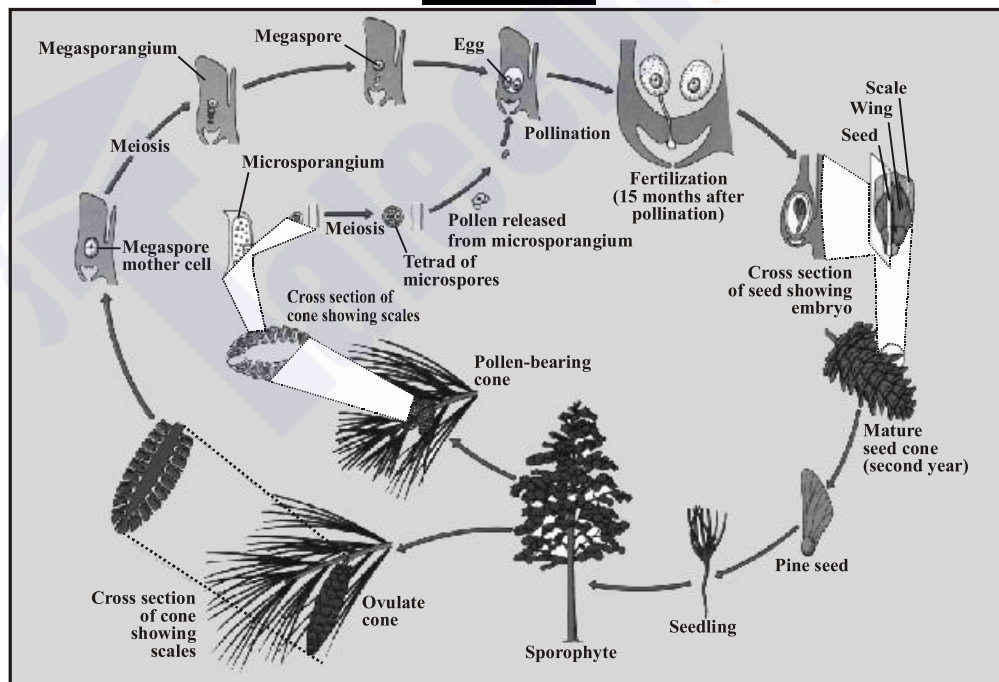 Megasporangium
Megaspore
Egg
Scale
Wing
Seed
Meiosis
Microsporangium
Pollination
Fertilization
(15 months after
pollination)
Megaspore
mother cell
Meiosis
Tetrad of
microspores
Pollen released
from microsporangium
Cross section
of seed showing
embryo
Cross section of
cone showing scales
Pollen-bearing
cone
Mature
seed cone
(second year)
Pine seed
Cross section
of cone
showing
scales
Ovulate
cone
Sporophyte
Seedling